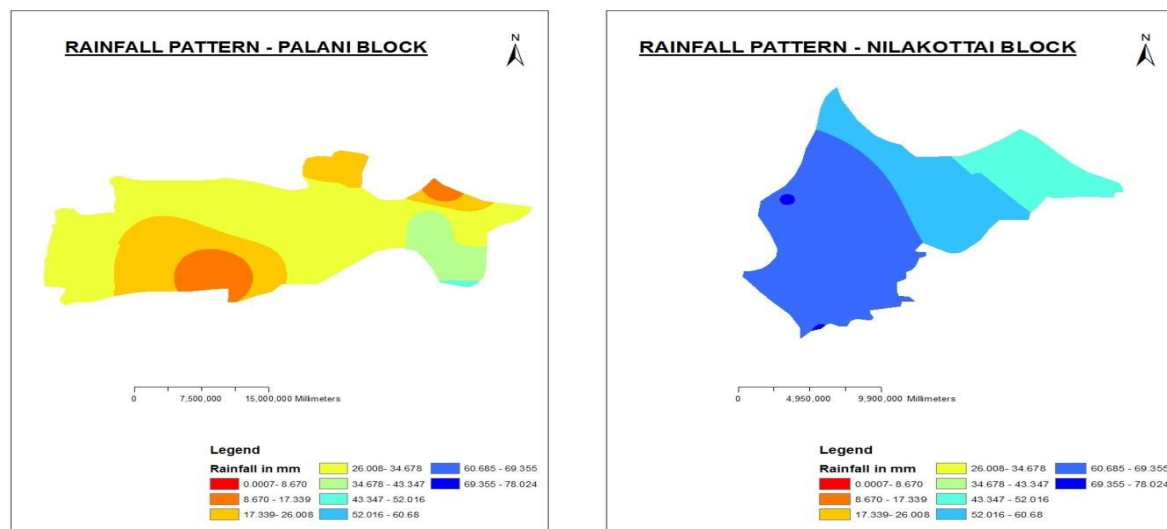 RAINFALL PATTERN - PALANI BLOCK
N
0 7,500,000 15,000,000 Millimeters
Legend
Rainfall in mm
0.0007- 8.670
8.670 - 17.339
17.339 - 26.008
26.008- 34.678
34.678 - 43.347
43.347 - 52.016
52.016 - 60.68
60.685 - 69.355
69.355 - 78.024
RAINFALL PATTERN - NILAKOTTAI BLOCK
N
0 4,950,000 9,900,000 Millimeters
Legend
Rainfall in mm
0.0007- 8.670
8.670 - 17.339
17.339 - 26.008
26.008- 34.678
34.678 - 43.347
43.347 - 52.016
52.016 - 60.68
60.685 - 69.355
69.355 - 78.024